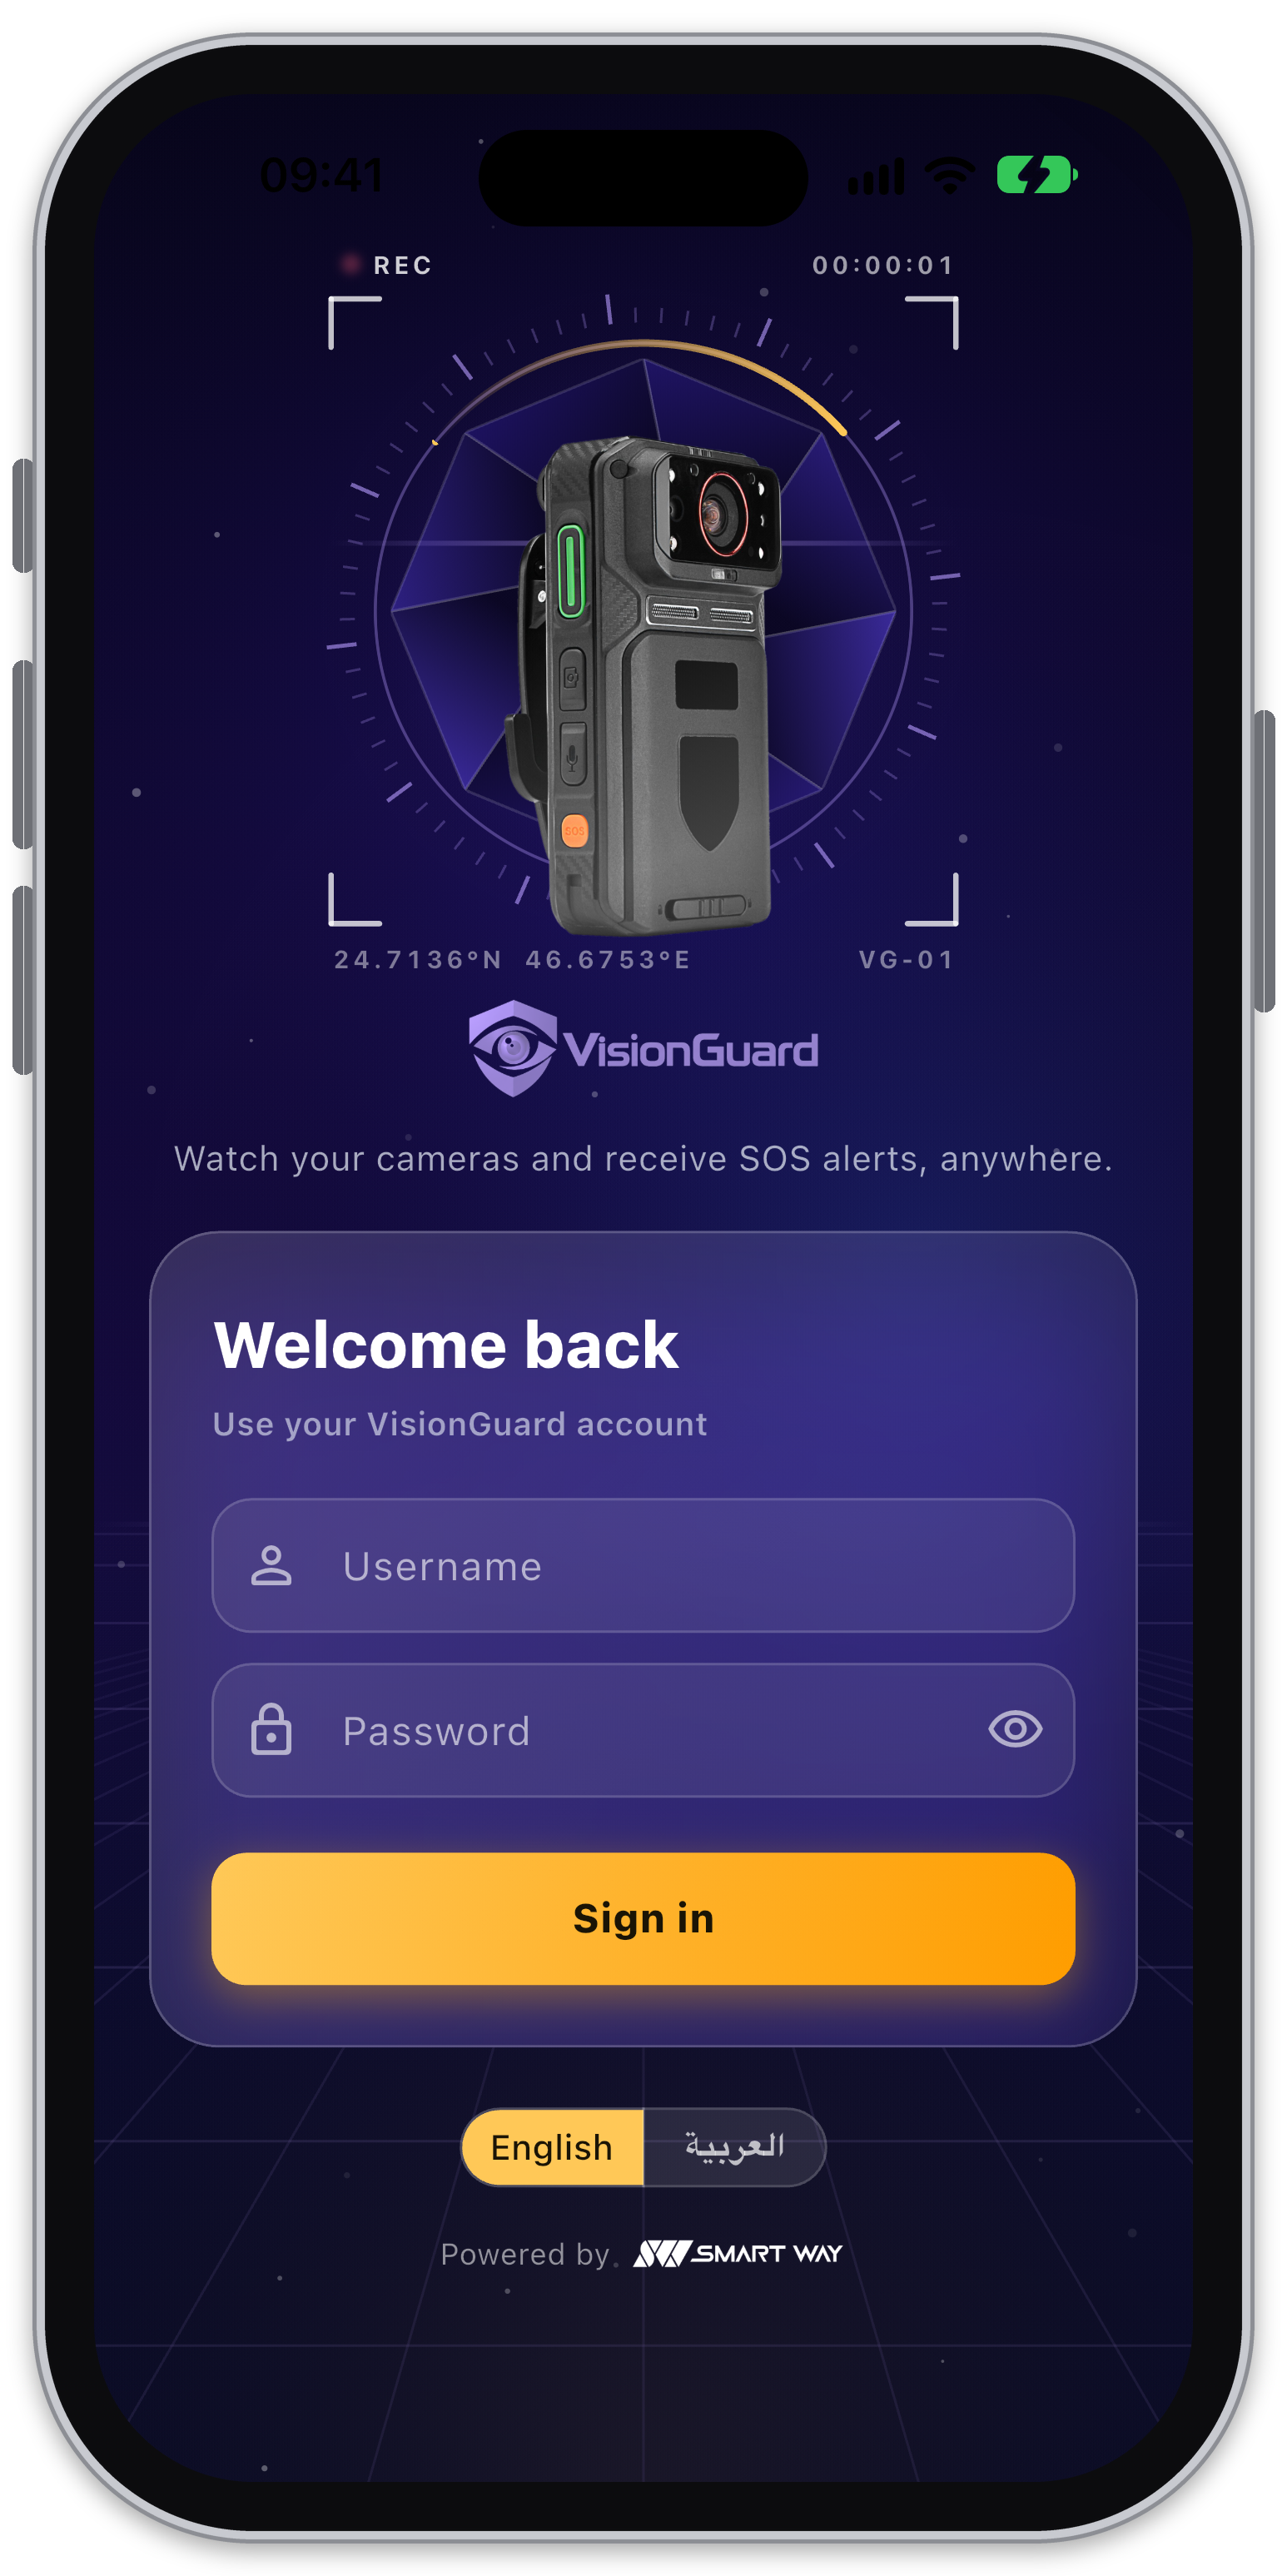 09:41
REC 00:00:01
SOS
24.7136°N 46.6753°E VG-01
VisionGuard
Watch your cameras and receive SOS alerts, anywhere.
Welcome back
Use your VisionGuard account
Username
Password
Sign in
English العربية
Powered by SMART WAY